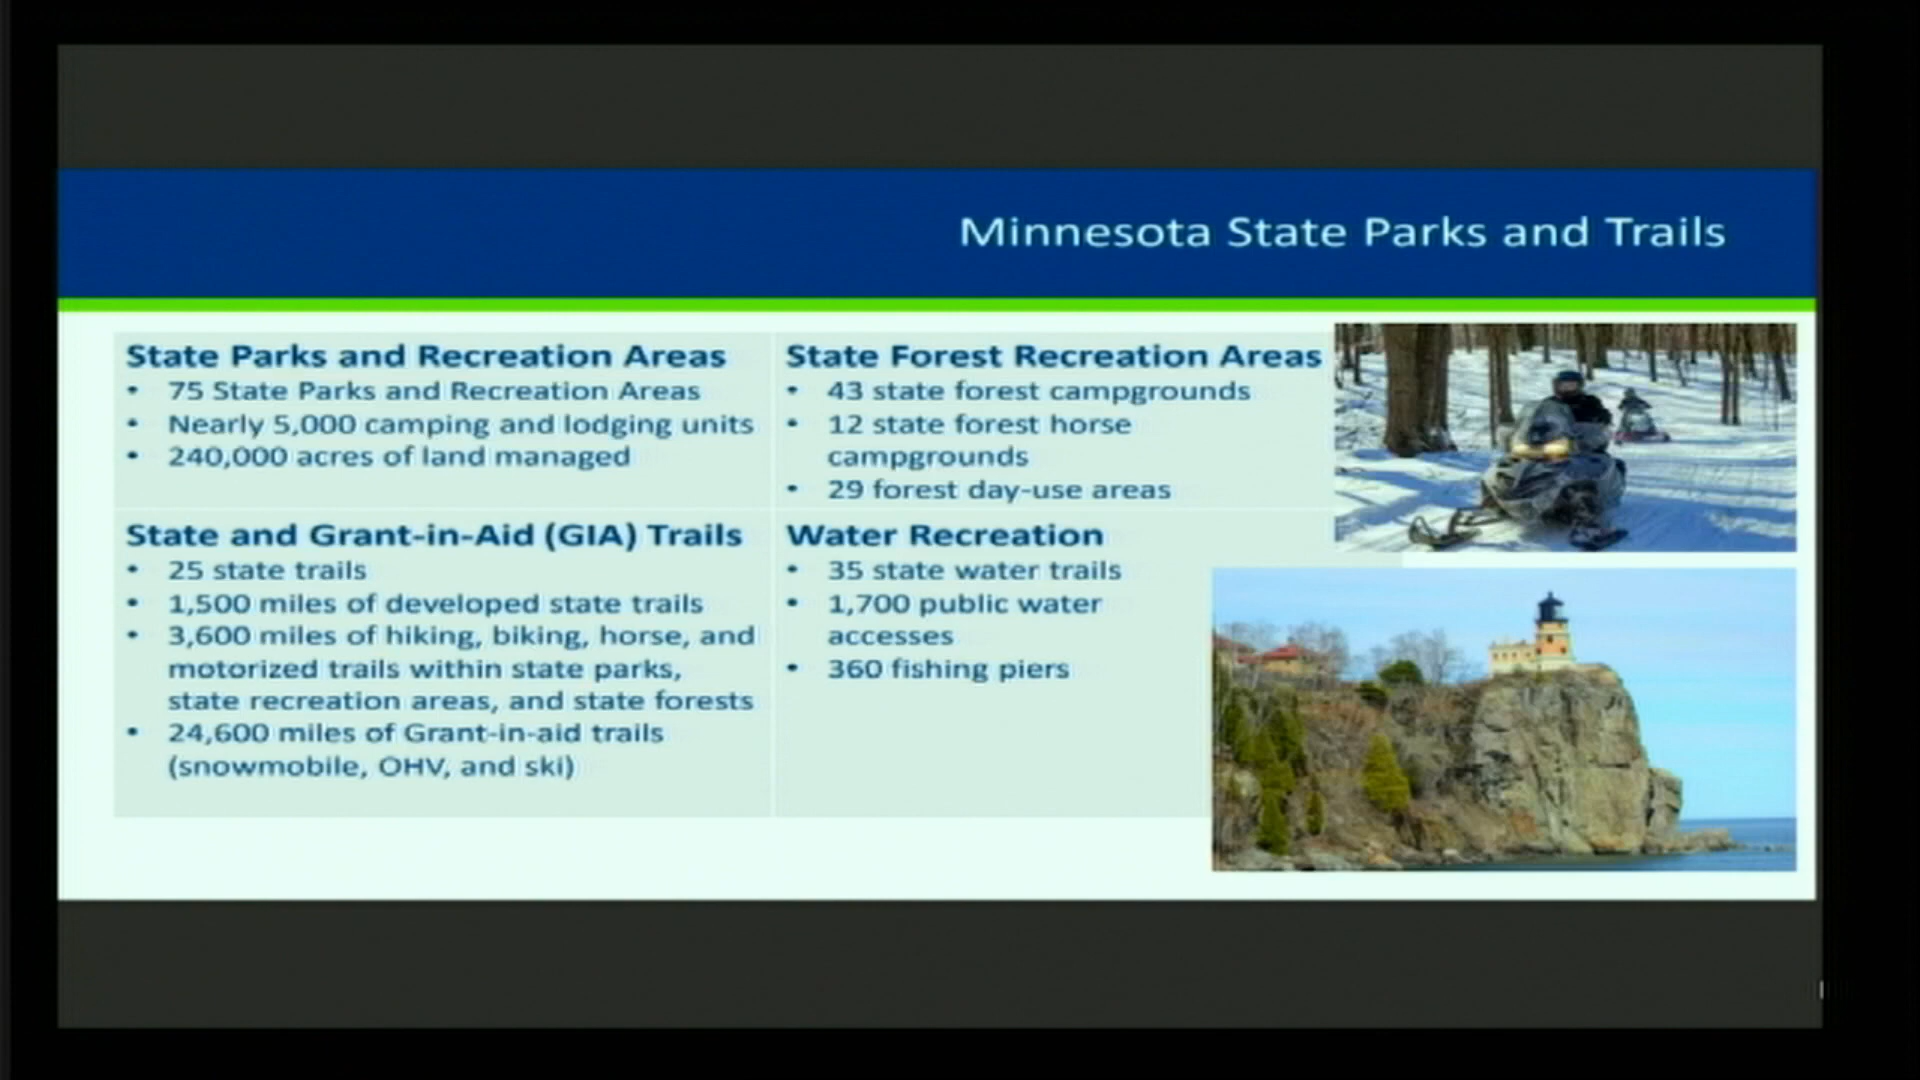 Minnesota State Parks and Trails
State Parks and Recreation Areas
• 75 State Parks and Recreation Areas
• Nearly 5,000 camping and lodging units
• 240,000 acres of land managed
State Forest Recreation Areas
• 43 state forest campgrounds
• 12 state forest horse
campgrounds
• 29 forest day-use areas
State and Grant-in-Aid (GIA) Trails
• 25 state trails
• 1,500 miles of developed state trails
• 3,600 miles of hiking, biking, horse, and
motorized trails within state parks,
state recreation areas, and state forests
• 24,600 miles of Grant-in-aid trails
(snowmobile, OHV, and ski)
Water Recreation
• 35 state water trails
• 1,700 public water
accesses
• 360 fishing piers